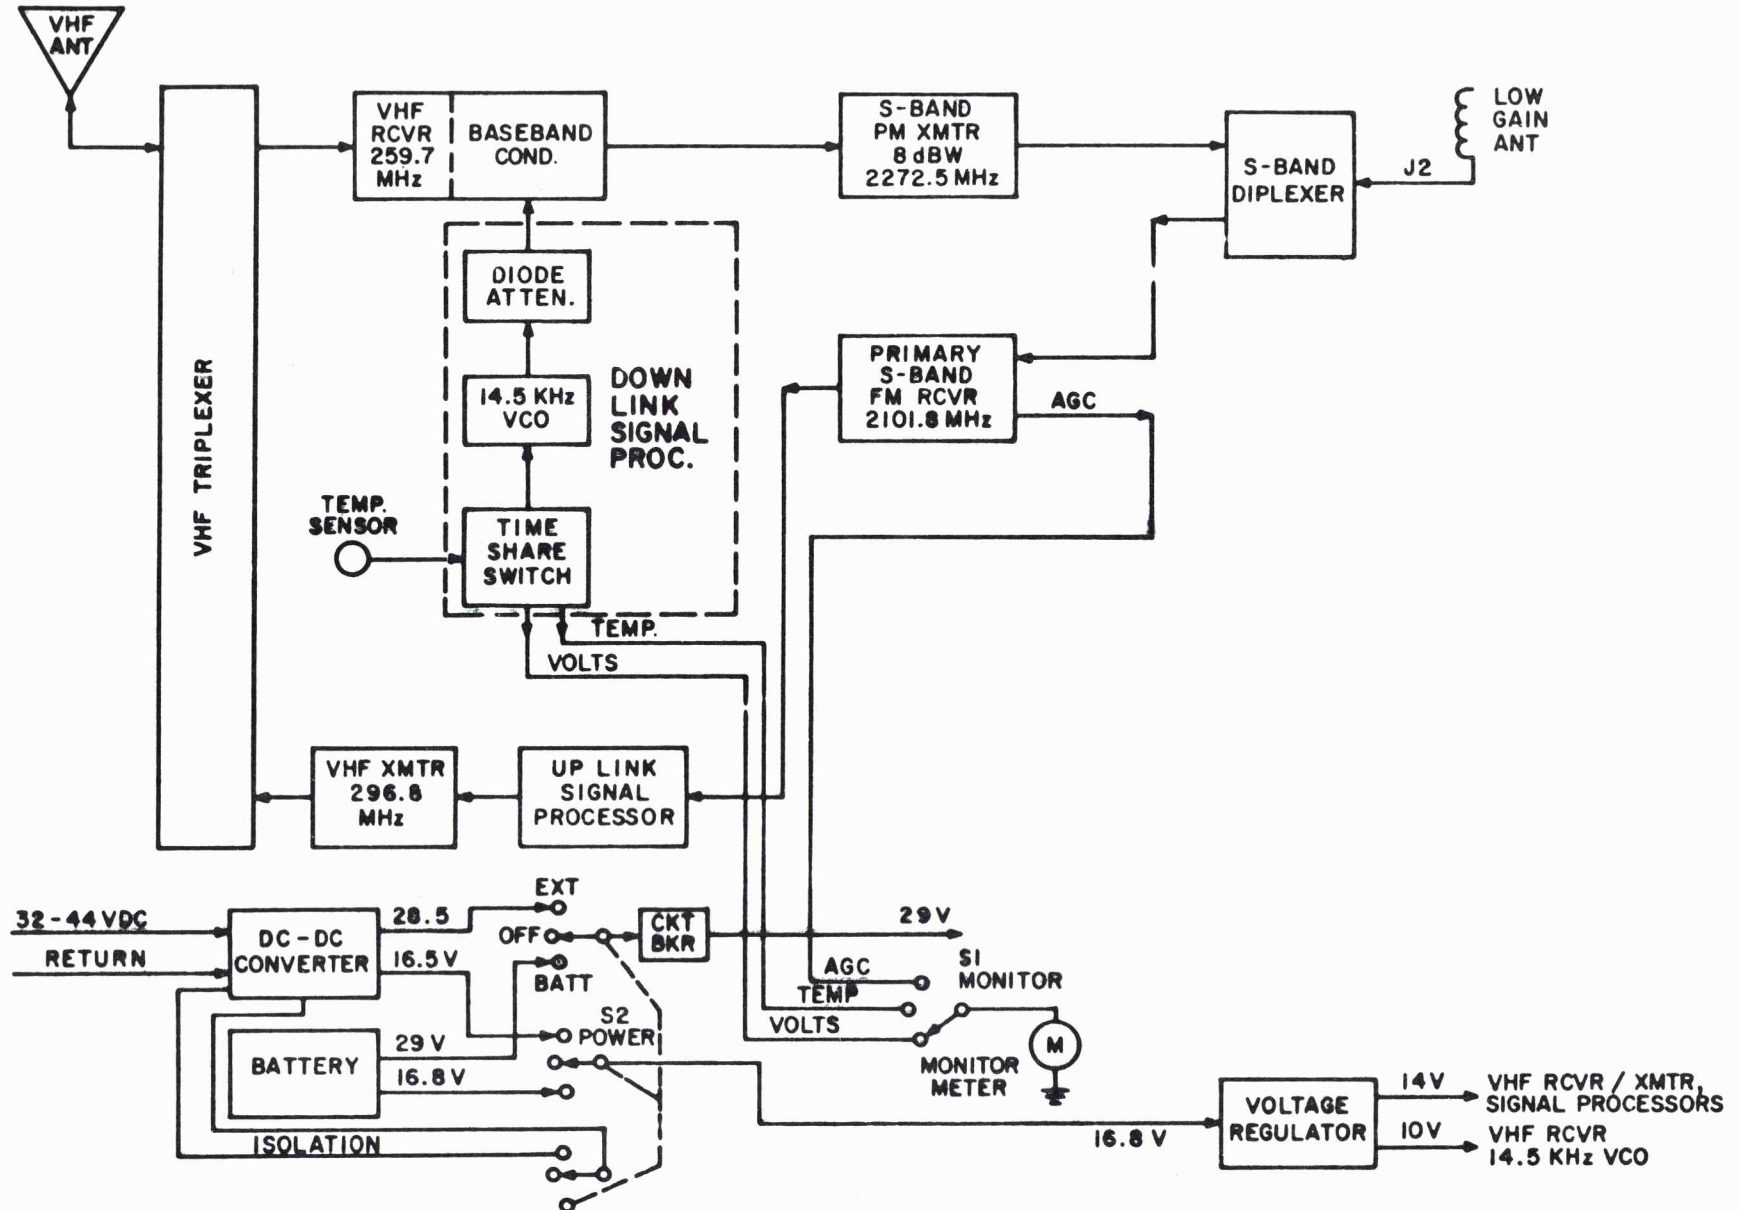 VHF
ANT
VHF TRIPLEXER
VHF
RCVR
259.7
MHz
BASEBAND
COND.
S-BAND
PM XMTR
8 dBW
2272.5 MHz
S-BAND
DIPLEXER
J2
LOW
GAIN
ANT
DIODE
ATTEN.
14.5 KHz
VCO
DOWN
LINK
SIGNAL
PROC.
TIME
SHARE
SWITCH
TEMP.
SENSOR
PRIMARY
S-BAND
FM RCVR
2101.8 MHz
AGC
TEMP.
VOLTS
VHF XMTR
296.8
MHz
UP LINK
SIGNAL
PROCESSOR
32-44 VDC
RETURN
DC-DC
CONVERTER
28.5
16.5 V
EXT
OFF
BATT
CKT
BKR
29 V
S1
MONITOR
AGC
TEMP
VOLTS
M
MONITOR
METER
BATTERY
29 V
16.8 V
S2
POWER
ISOLATION
16.8 V
VOLTAGE
REGULATOR
14V
VHF RCVR / XMTR,
SIGNAL PROCESSORS
10V
VHF RCVR
14.5 KHz VCO